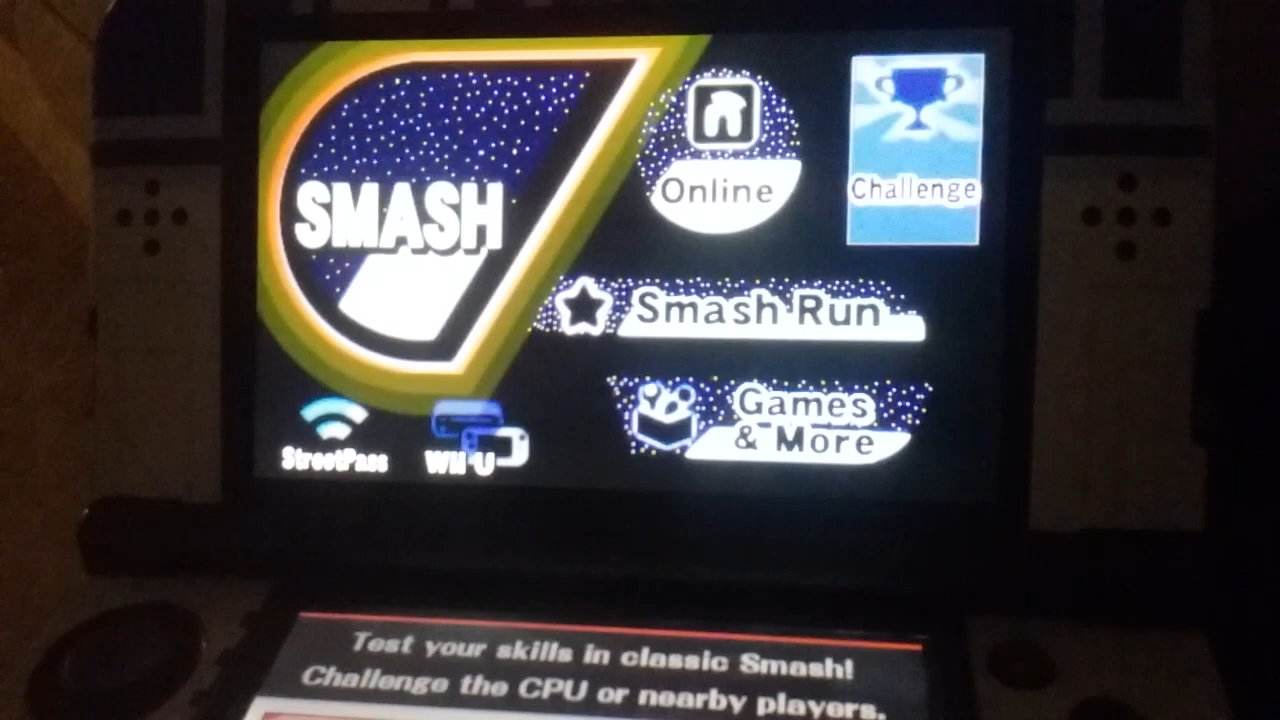 SMASH
Online
Challenge
Smash Run
Games
& More
StreetPass
Wii U
Test your skills in classic Smash!
Challenge the CPU or nearby players.